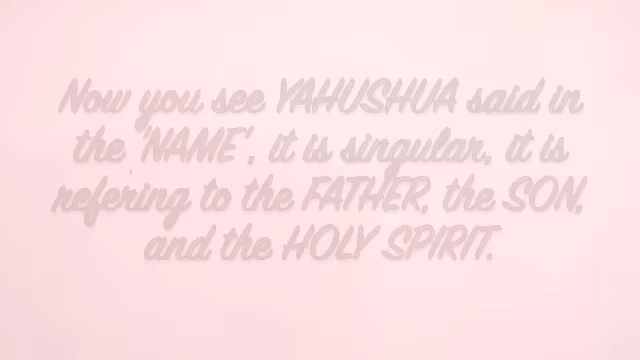 Now you see YAHUSHUA said in
the 'NAME', it is singular, it is
refering to the FATHER, the SON,
and the HOLY SPIRIT.